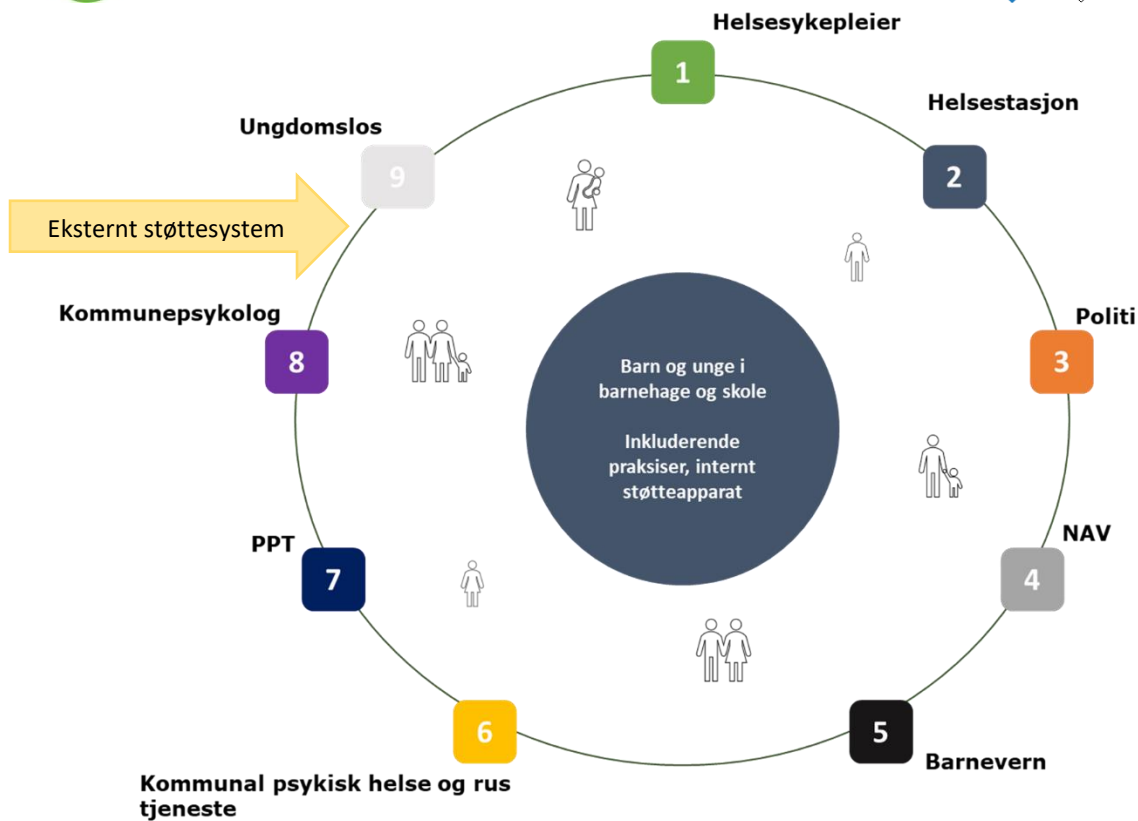 Helsesykepleier
1
Helsestasjon
2
Politi
3
NAV
4
Barnevern
5
Kommunal psykisk helse og rus
tjeneste
6
PPT
7
Kommunepsykolog
8
Ungdomslos
9
Eksternt støttesystem
Barn og unge i
barnehage og skole
Inkluderende
praksiser, internt
støtteapparat